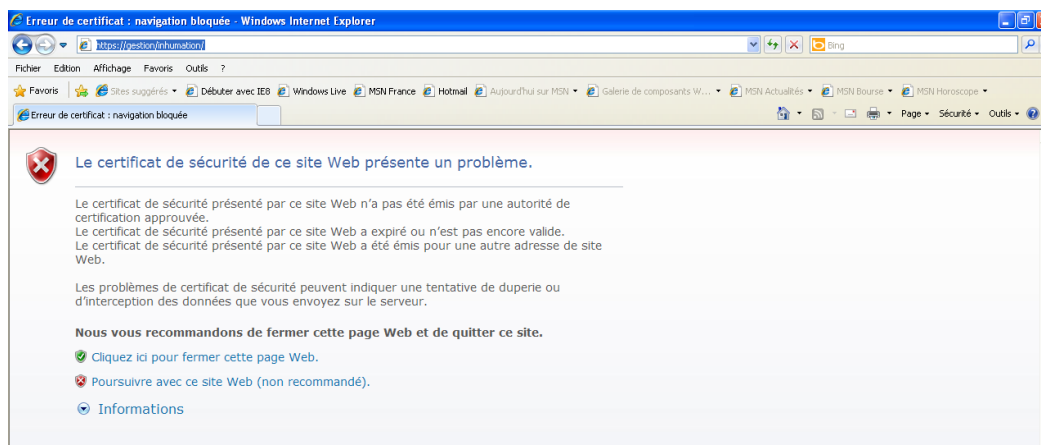 Erreur de certificat : navigation bloquée - Windows Internet Explorer
https://gestion/inhumation/
Bing
Fichier Edition Affichage Favoris Outils ?
Favoris Sites suggérés Débuter avec IE8 Windows Live MSN France Hotmail Aujourd'hui sur MSN Galerie de composants W... MSN Actualités MSN Bourse MSN Horoscope
Erreur de certificat : navigation bloquée Page Sécurité Outils
Le certificat de sécurité de ce site Web présente un problème.
Le certificat de sécurité présenté par ce site Web n'a pas été émis par une autorité de
certification approuvée.
Le certificat de sécurité présenté par ce site Web a expiré ou n'est pas encore valide.
Le certificat de sécurité présenté par ce site Web a été émis pour une autre adresse de site
Web.
Les problèmes de certificat de sécurité peuvent indiquer une tentative de duperie ou
d'interception des données que vous envoyez sur le serveur.
Nous vous recommandons de fermer cette page Web et de quitter ce site.
Cliquez ici pour fermer cette page Web.
Poursuivre avec ce site Web (non recommandé).
Informations